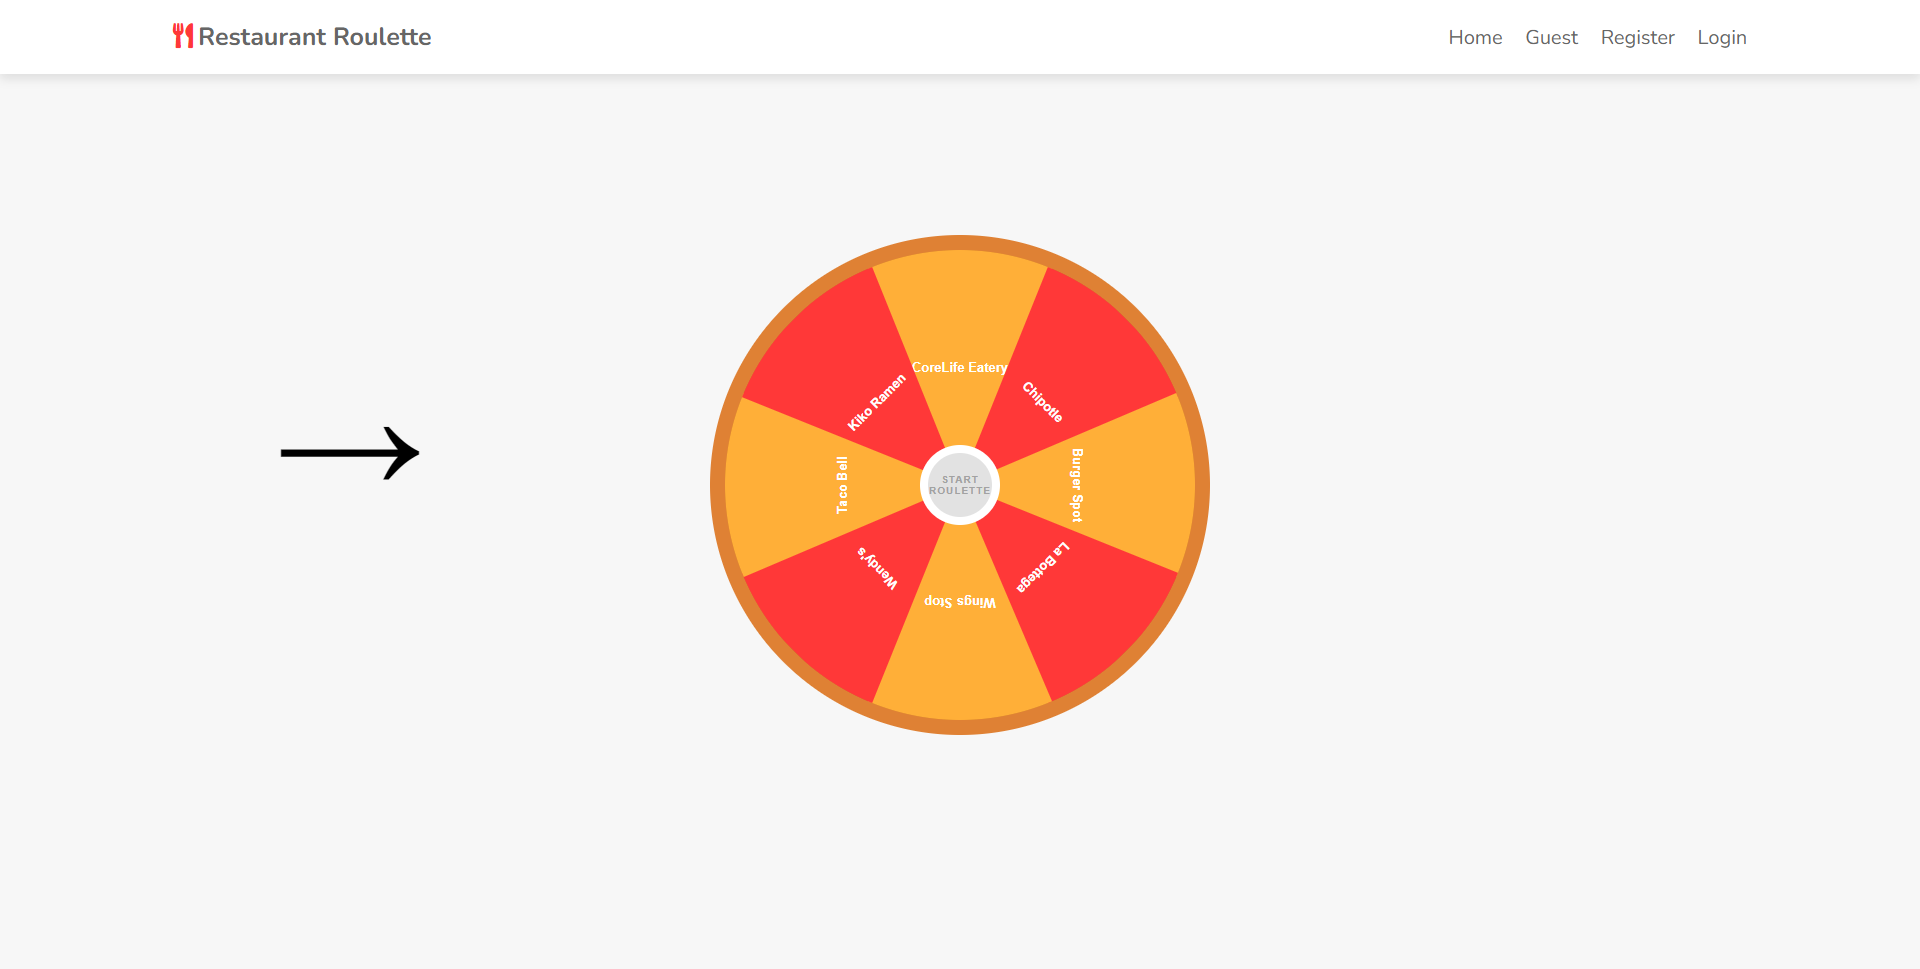 Restaurant Roulette
Home Guest Register Login
CoreLife Eatery
Chipotle
Burger Spot
La Bottega
Wings Stop
Wendy's
Taco Bell
Kiko Ramen
START
ROULETTE